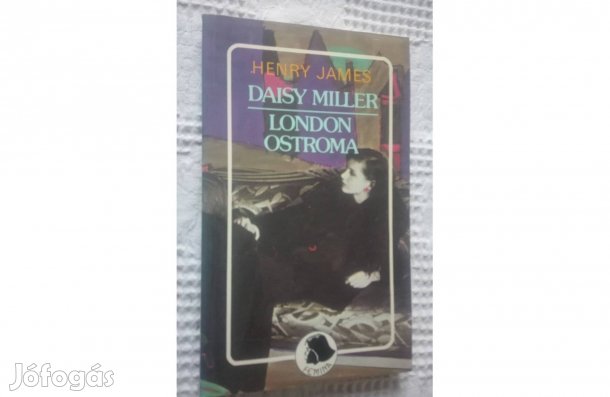 HENRY JAMES
DAISY MILLER
LONDON
OSTROMA
FEMINA
Jófogás